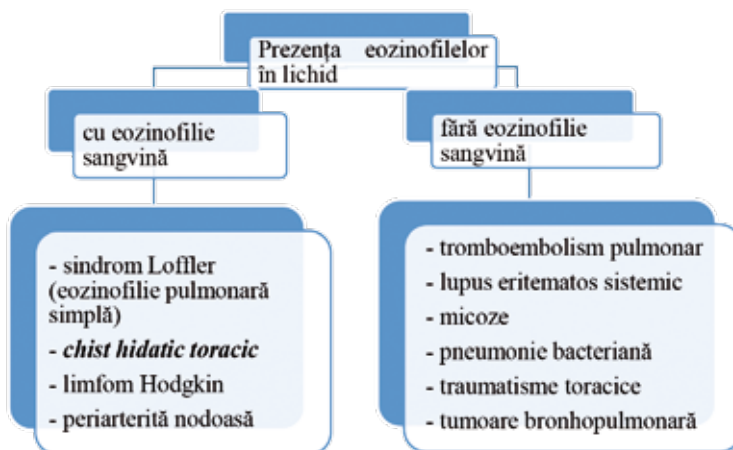 Prezența eozinofilelor
în lichid
cu eozinofilie
sangvină
fără eozinofilie
sangvină
- sindrom Loffler
(eozinofilie pulmonară
simplă)
- chist hidatic toracic
- limfom Hodgkin
- periarterită nodoasă
- tromboembolism pulmonar
- lupus eritematos sistemic
- micoze
- pneumonie bacteriană
- traumatisme toracice
- tumoare bronhopulmonară